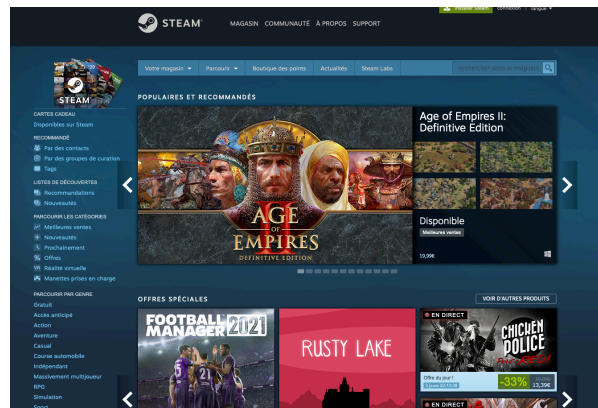 Installer Steam connexion | langue
STEAM
MAGASIN COMMUNAUTÉ À PROPOS SUPPORT
Votre magasin Parcourir Boutique des points Actualités Steam Labs
rechercher dans le magasin
STEAM
CARTES CADEAU
Disponibles sur Steam
RECOMMANDÉ
Par des contacts
Par des groupes de curation
Tags
LISTES DE DÉCOUVERTES
Recommandations
Nouveautés
PARCOURIR LES CATÉGORIES
Meilleures ventes
Nouveautés
Prochainement
Offres
VR Réalité virtuelle
Manettes prises en charge
PARCOURIR PAR GENRE
Gratuit
Accès anticipé
Action
Aventure
Casual
Course automobile
Indépendant
Massivement multijoueur
RPG
Simulation
Sport
POPULAIRES ET RECOMMANDÉS
AGE
OF
II
EMPIRES
DEFINITIVE EDITION
Age of Empires II:
Definitive Edition
Disponible
Meilleures ventes
19,99€
OFFRES SPÉCIALES
VOIR D'AUTRES PRODUITS
FOOTBALL
MANAGER 2021
RUSTY LAKE
EN DIRECT
CHICKEN
POLICE
Offre du jour !
-33%
13,39€
EN DIRECT